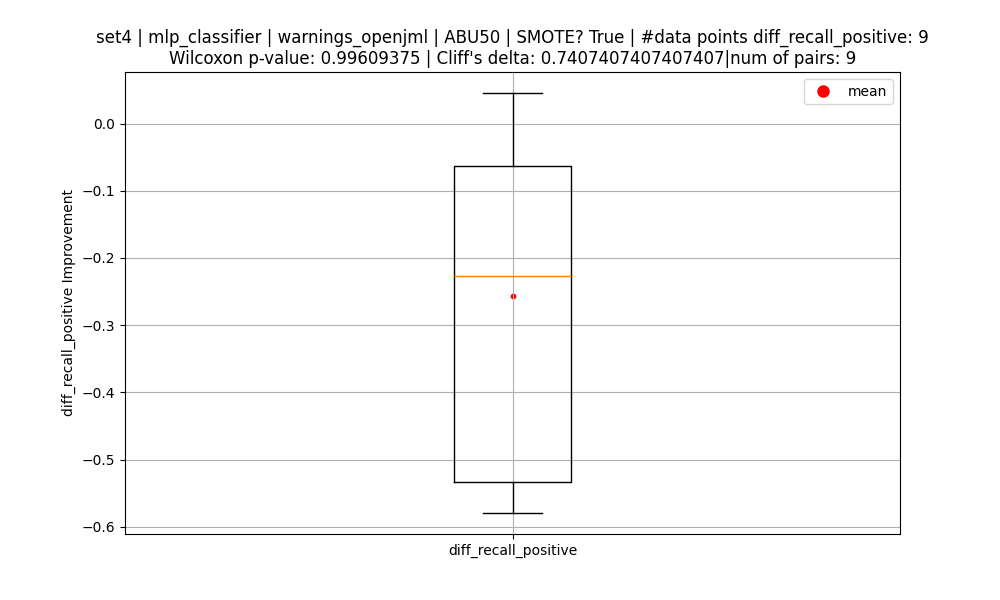 set4 | mlp_classifier | warnings_openjml | ABU50 | SMOTE? True | #data points diff_recall_positive: 9
Wilcoxon p-value: 0.99609375 | Cliff's delta: 0.7407407407407407|num of pairs: 9
mean
0.0
−0.1
−0.2
−0.3
−0.4
−0.5
−0.6
diff_recall_positive Improvement
diff_recall_positive